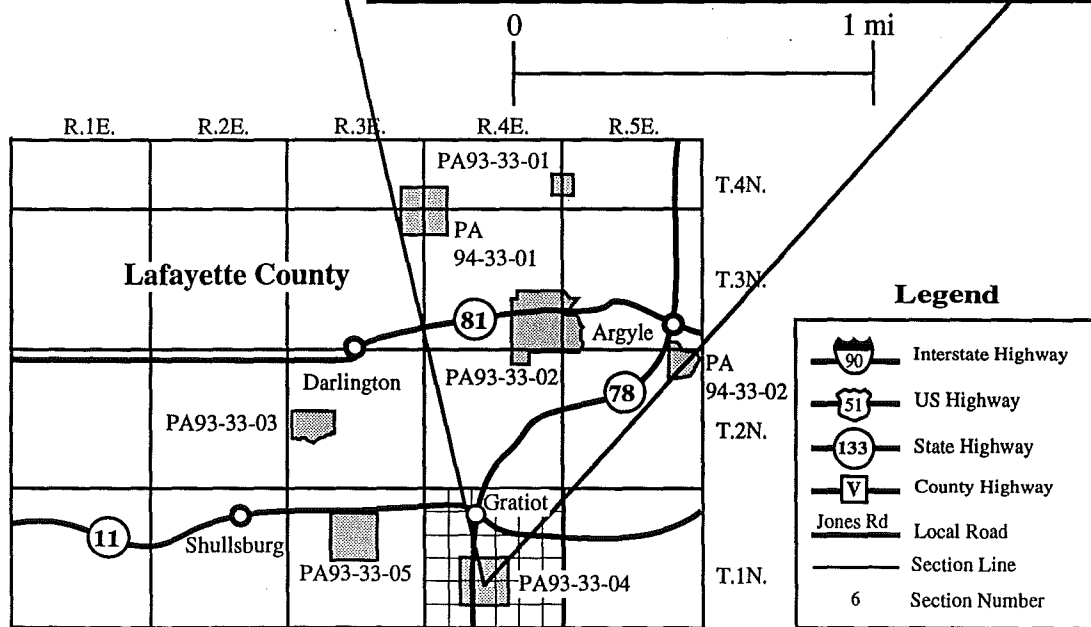 0 1 mi
R.1E. R.2E. R.3E. R.4E. R.5E.
PA93-33-01
T.4N.
PA
94-33-01
Lafayette County
T.3N.
81
Argyle
Darlington
PA93-33-02
PA
94-33-02
78
PA93-33-03
T.2N.
Gratiot
11
Shullsburg
PA93-33-05
PA93-33-04
T.1N.
Legend
90 Interstate Highway
51 US Highway
133 State Highway
V County Highway
Jones Rd Local Road
Section Line
6 Section Number